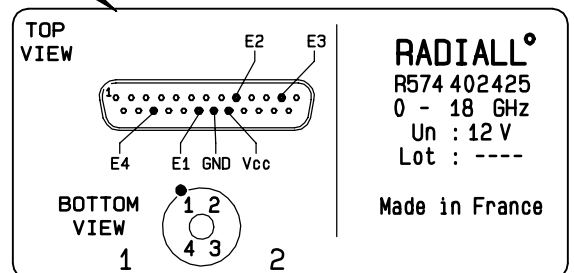 TOP
VIEW
E2 E3
1
E4 E1 GND Vcc
BOTTOM
VIEW
1 2
4 3
1 2
RADIALL°
R574 402425
0 - 18 GHz
Un : 12 V
Lot : ----
Made in France